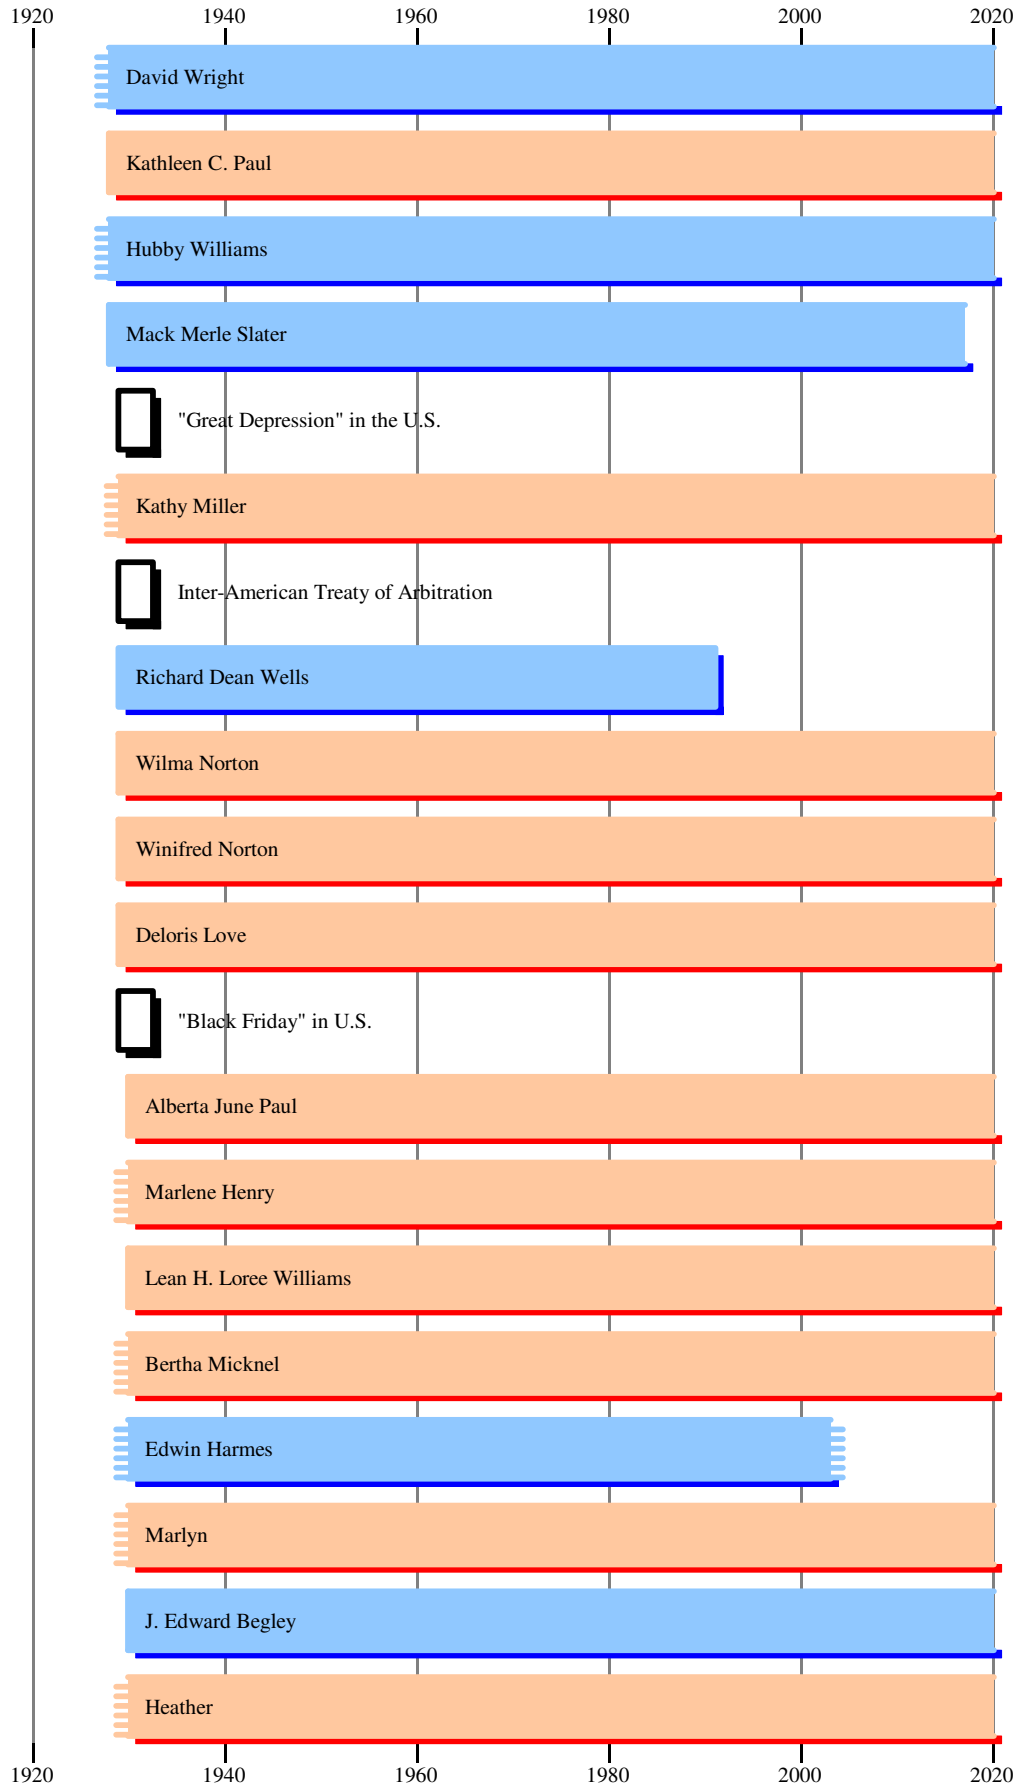 1920 1940 1960 1980 2000 2020
David Wright
Kathleen C. Paul
Hubby Williams
Mack Merle Slater
"Great Depression" in the U.S.
Kathy Miller
Inter-American Treaty of Arbitration
Richard Dean Wells
Wilma Norton
Winifred Norton
Deloris Love
"Black Friday" in U.S.
Alberta June Paul
Marlene Henry
Lean H. Loree Williams
Bertha Micknel
Edwin Harmes
Marlyn
J. Edward Begley
Heather
1920 1940 1960 1980 2000 2020